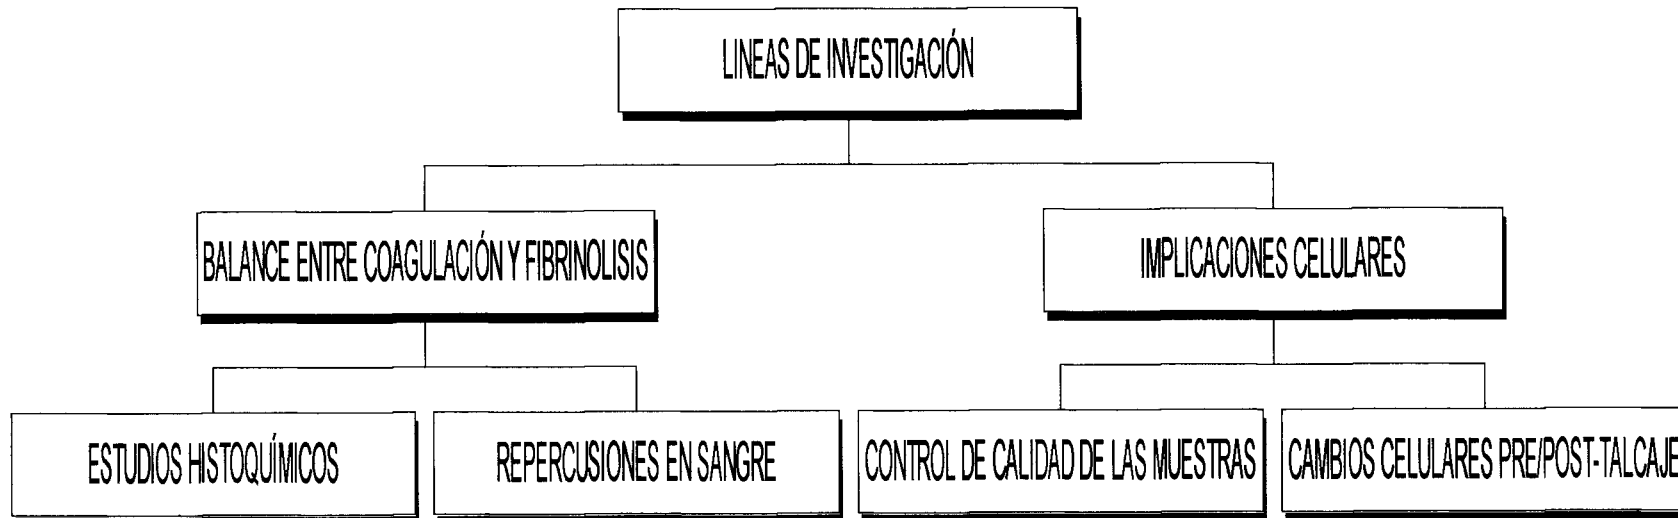 LINEAS DE INVESTIGACIÓN
BALANCE ENTRE COAGULACIÓN Y FIBRINOLISIS
IMPLICACIONES CELULARES
ESTUDIOS HISTOQUÍMICOS
REPERCUSIONES EN SANGRE
CONTROL DE CALIDAD DE LAS MUESTRAS
CAMBIOS CELULARES PRE/POST-TALCAJE